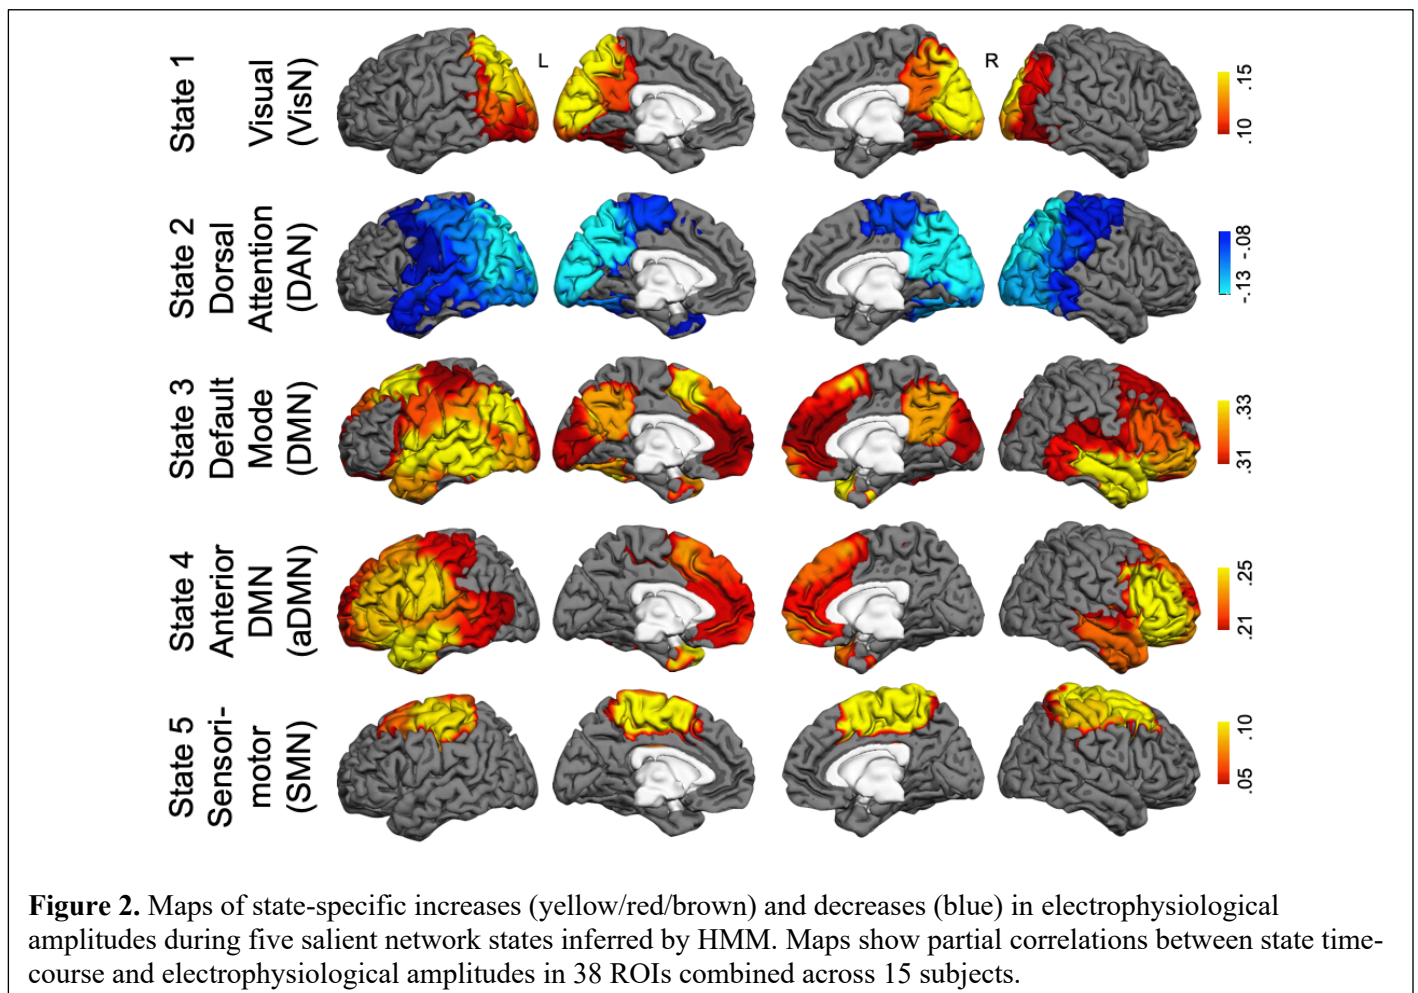 State 1
Visual
(VisN)
L
R
.15
.10
State 2
Dorsal
Attention
(DAN)
-.08
-.13
State 3
Default
Mode
(DMN)
.33
.31
State 4
Anterior
DMN
(aDMN)
.25
.21
State 5
Sensori-
motor
(SMN)
.10
.05
Figure 2. Maps of state-specific increases (yellow/red/brown) and decreases (blue) in electrophysiological
amplitudes during five salient network states inferred by HMM. Maps show partial correlations between state time-
course and electrophysiological amplitudes in 38 ROIs combined across 15 subjects.